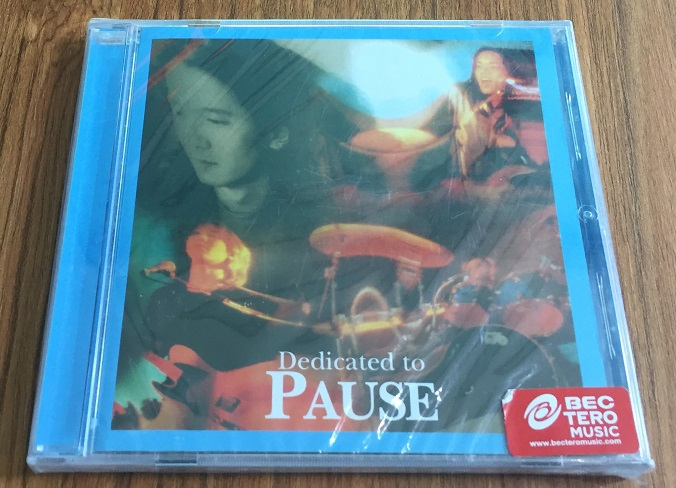 Dedicated to
PAUSE
BEC
TERO
MUSIC
www.becteromusic.com